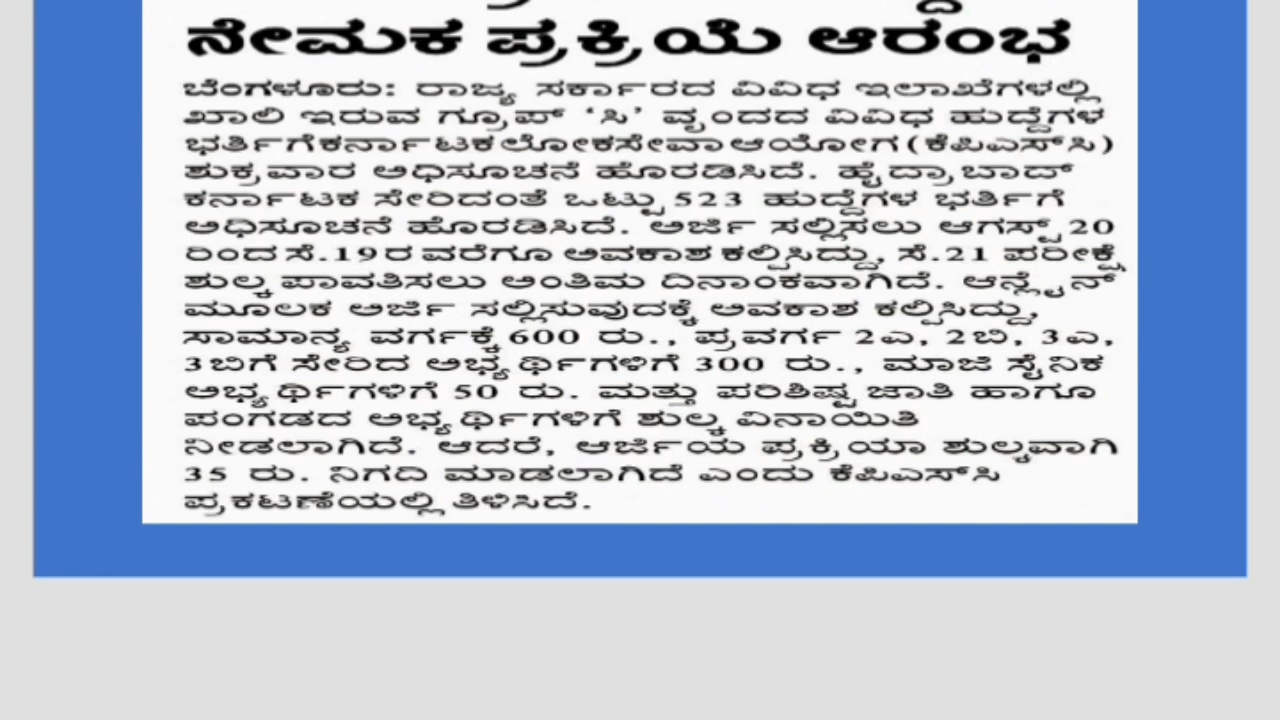 ನೇಮಕ ಪ್ರಕ್ರಿಯೆ ಆರಂಭ
ಬೆಂಗಳೂರು: ರಾಜ್ಯ ಸರ್ಕಾರದ ವಿವಿಧ ಇಲಾಖೆಗಳಲ್ಲಿ
ಖಾಲಿ ಇರುವ ಗ್ರೂಪ್ 'ಸಿ' ವೃಂದದ ವಿವಿಧ ಹುದ್ದೆಗಳ
ಭರ್ತಿಗೆ ಕರ್ನಾಟಕ ಲೋಕಸೇವಾ ಆಯೋಗ (ಕೆಪಿಎಸ್‌ಸಿ)
ಶುಕ್ರವಾರ ಅಧಿಸೂಚನೆ ಹೊರಡಿಸಿದೆ. ಹೈದ್ರಾಬಾದ್
ಕರ್ನಾಟಕ ಸೇರಿದಂತೆ ಒಟ್ಟು 523 ಹುದ್ದೆಗಳ ಭರ್ತಿಗೆ
ಅಧಿಸೂಚನೆ ಹೊರಡಿಸಿದೆ. ಅರ್ಜಿ ಸಲ್ಲಿಸಲು ಆಗಸ್ಟ್ 20
ರಿಂದ ಸೆ.19ರ ವರೆಗೂ ಅವಕಾಶ ಕಲ್ಪಿಸಿದ್ದು, ಸೆ.21 ಪರೀಕ್ಷೆ
ಶುಲ್ಕ ಪಾವತಿಸಲು ಅಂತಿಮ ದಿನಾಂಕವಾಗಿದೆ. ಆನ್ಲೈನ್
ಮೂಲಕ ಅರ್ಜಿ ಸಲ್ಲಿಸುವುದಕ್ಕೆ ಅವಕಾಶ ಕಲ್ಪಿಸಿದ್ದು,
ಸಾಮಾನ್ಯ ವರ್ಗಕ್ಕೆ 600 ರು., ಪ್ರವರ್ಗ 2ಎ, 2ಬಿ, 3ಎ,
3ಬಿಗೆ ಸೇರಿದ ಅಭ್ಯರ್ಥಿಗಳಿಗೆ 300 ರು., ಮಾಜಿ ಸೈನಿಕ
ಅಭ್ಯರ್ಥಿಗಳಿಗೆ 50 ರು. ಮತ್ತು ಪರಿಶಿಷ್ಟ ಜಾತಿ ಹಾಗೂ
ಪಂಗಡದ ಅಭ್ಯರ್ಥಿಗಳಿಗೆ ಶುಲ್ಕ ವಿನಾಯಿತಿ
ನೀಡಲಾಗಿದೆ. ಆದರೆ, ಅರ್ಜಿಯ ಪ್ರಕ್ರಿಯಾ ಶುಲ್ಕವಾಗಿ
35 ರು. ನಿಗದಿ ಮಾಡಲಾಗಿದೆ ಎಂದು ಕೆಪಿಎಸ್‌ಸಿ
ಪ್ರಕಟಣೆಯಲ್ಲಿ ತಿಳಿಸಿದೆ.